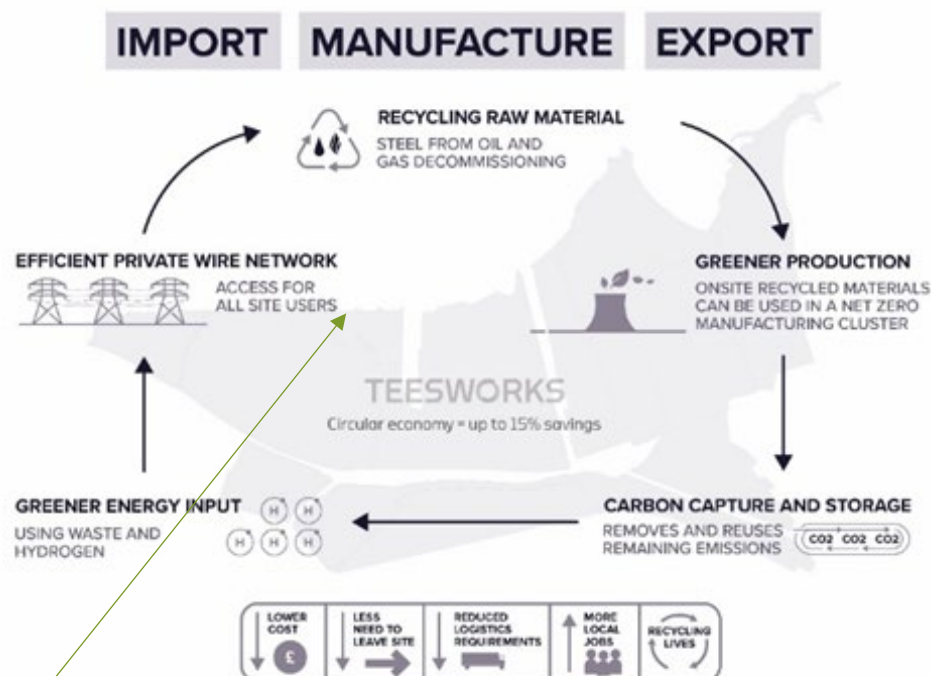 IMPORT MANUFACTURE EXPORT
RECYCLING RAW MATERIAL
STEEL FROM OIL AND
GAS DECOMMISSIONING
EFFICIENT PRIVATE WIRE NETWORK
ACCESS FOR
ALL SITE USERS
GREENER PRODUCTION
ONSITE RECYCLED MATERIALS
CAN BE USED IN A NET ZERO
MANUFACTURING CLUSTER
TEESWORKS
Circular economy = up to 15% savings
GREENER ENERGY INPUT
USING WASTE AND
HYDROGEN
H H
H H H
CARBON CAPTURE AND STORAGE
REMOVES AND REUSES
REMAINING EMISSIONS
CO2 CO2 CO2
LOWER
COST
£
LESS
NEED TO
LEAVE SITE
REDUCED
LOGISTICS
REQUIREMENTS
MORE
LOCAL
JOBS
RECYCLING
LIVES